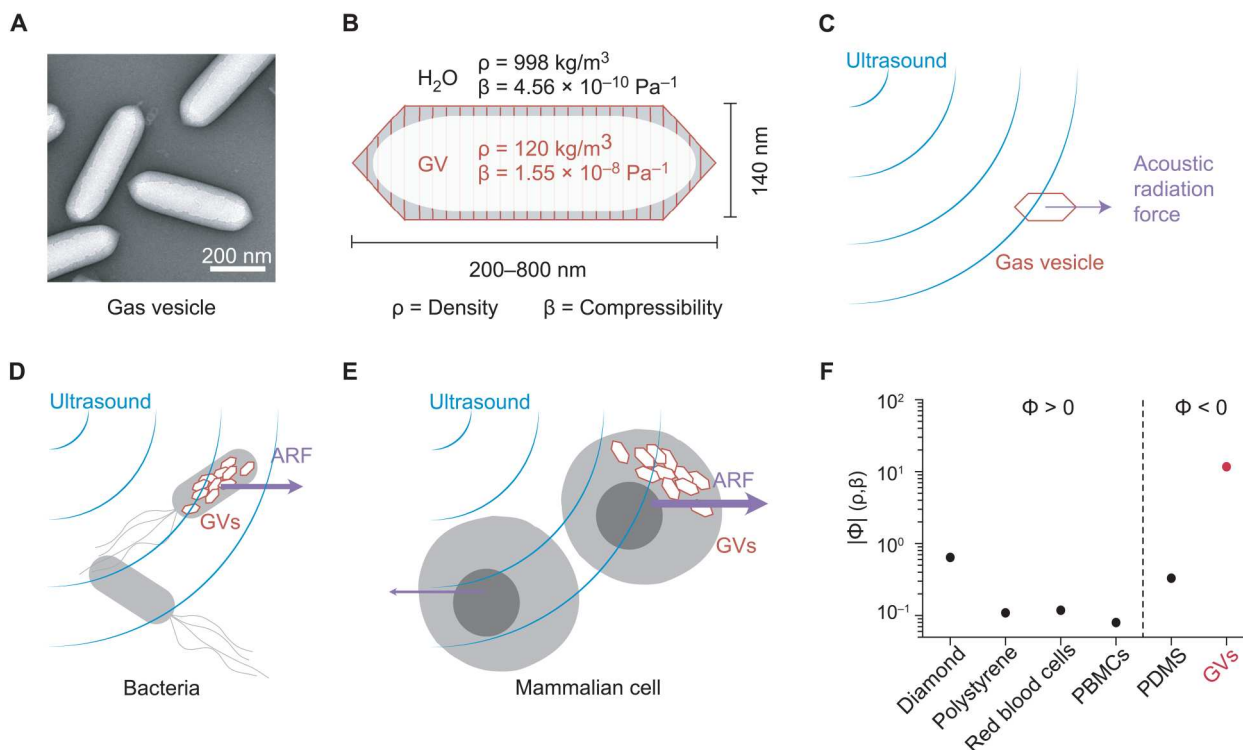 A
200 nm
Gas vesicle
B
H₂O
ρ = 998 kg/m³
β = 4.56 × 10⁻¹⁰ Pa⁻¹
GV
ρ = 120 kg/m³
β = 1.55 × 10⁻⁸ Pa⁻¹
140 nm
200–800 nm
ρ = Density β = Compressibility
C
Ultrasound
Acoustic
radiation
force
Gas vesicle
D
Ultrasound
ARF
GVs
Bacteria
E
Ultrasound
ARF
GVs
Mammalian cell
F
|Φ| (ρ,β)
10²
10¹
10⁰
10⁻¹
Φ > 0
Φ < 0
Diamond
Polystyrene
Red blood cells
PBMCs
PDMS
GVs